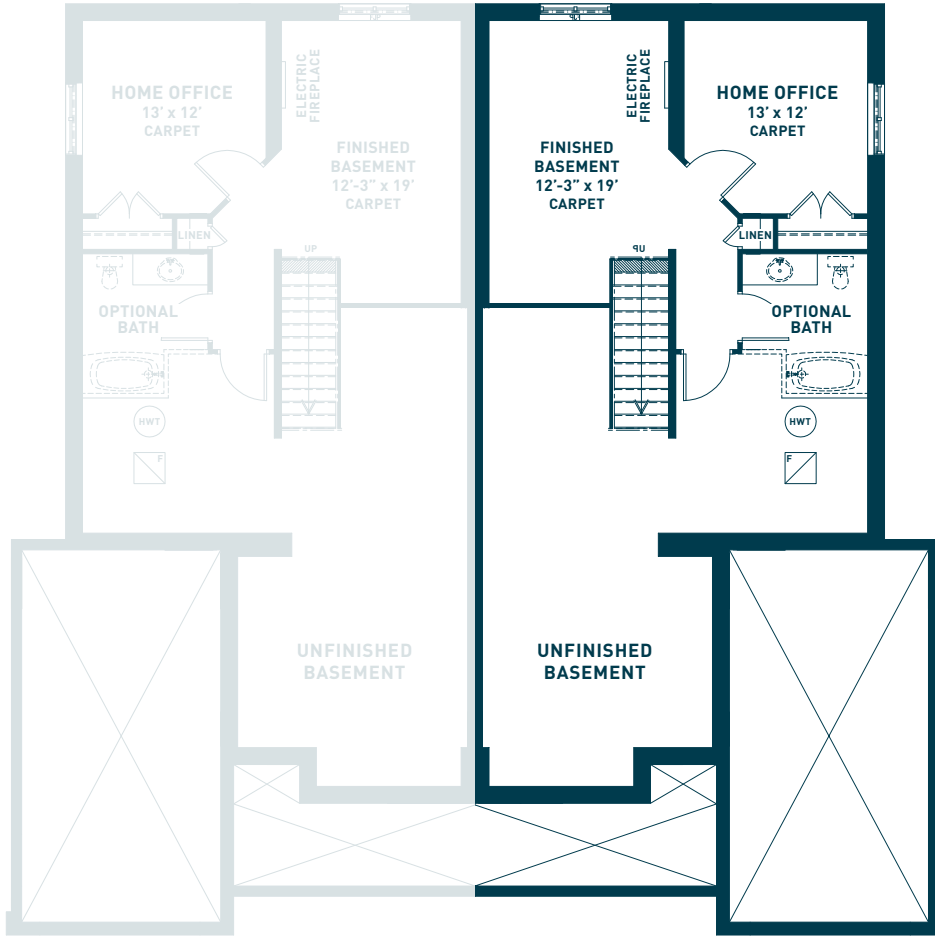 HOME OFFICE
13' x 12'
CARPET
ELECTRIC
FIREPLACE
FINISHED
BASEMENT
12'-3" x 19'
CARPET
LINEN
UP
OPTIONAL
BATH
HWT
F
UNFINISHED
BASEMENT
ELECTRIC
FIREPLACE
HOME OFFICE
13' x 12'
CARPET
FINISHED
BASEMENT
12'-3" x 19'
CARPET
LINEN
UP
OPTIONAL
BATH
HWT
F
UNFINISHED
BASEMENT